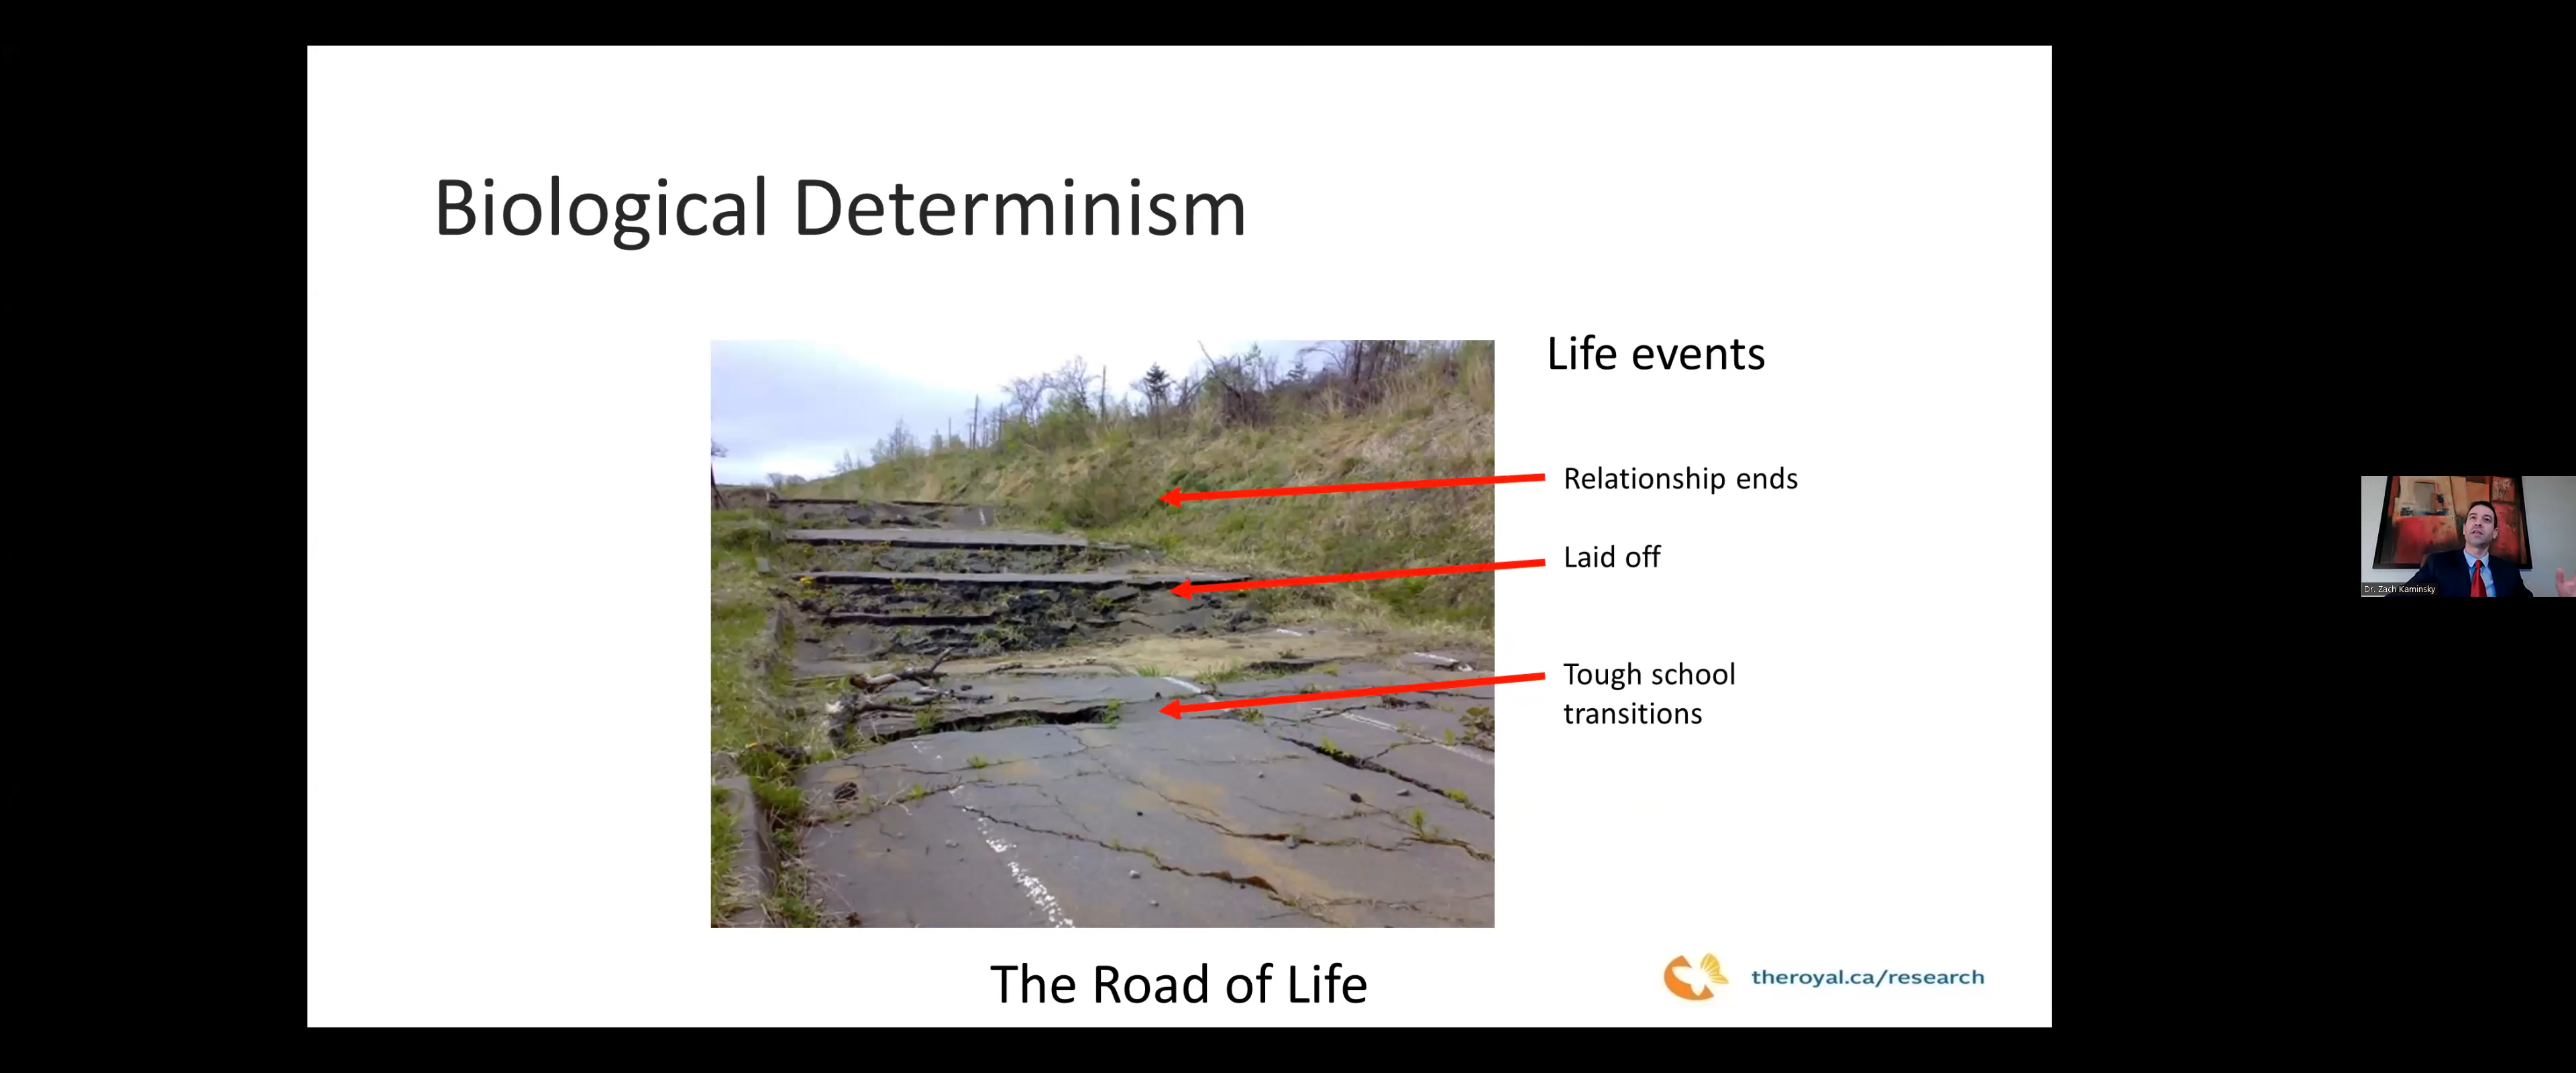 Biological Determinism
Life events
Relationship ends
Laid off
Tough school
transitions
The Road of Life
theroyal.ca/research
Dr. Zach Kaminsky